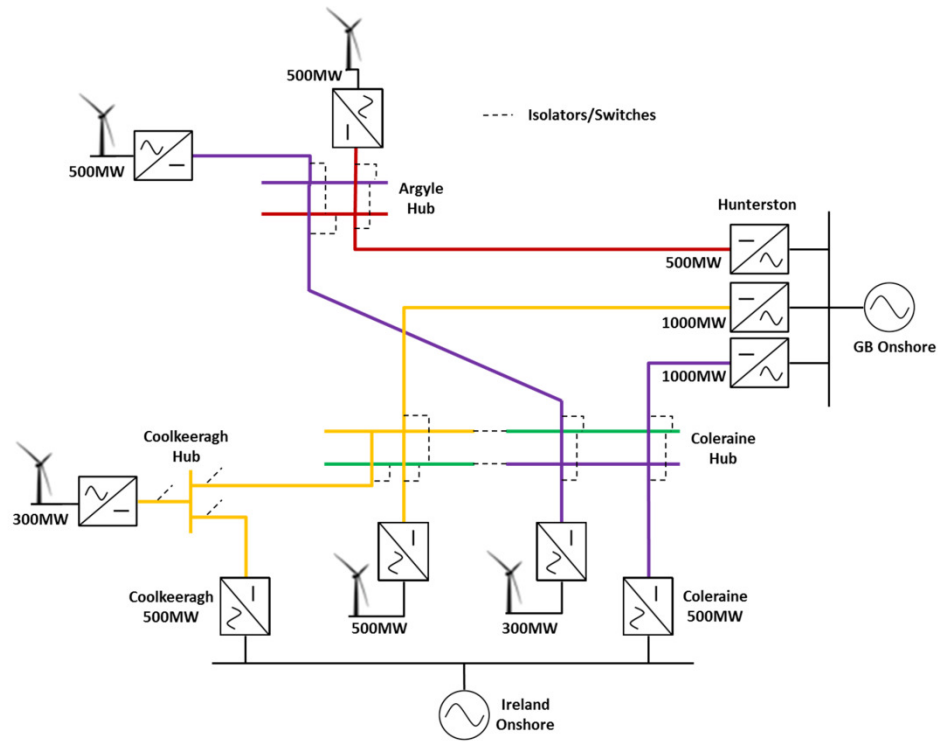 500MW
500MW
Isolators/Switches
Argyle
Hub
Hunterston
500MW
1000MW
GB Onshore
1000MW
Coolkeeragh
Hub
Coleraine
Hub
300MW
Coolkeeragh
500MW
500MW
300MW
Coleraine
500MW
Ireland
Onshore